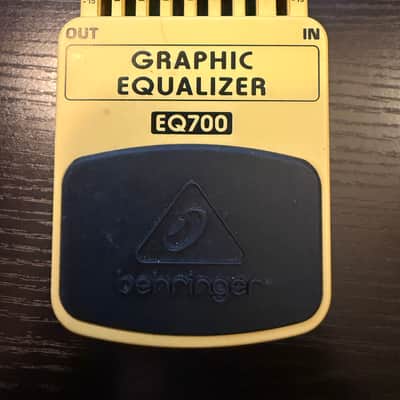 OUT IN
GRAPHIC
EQUALIZER
EQ700
behringer